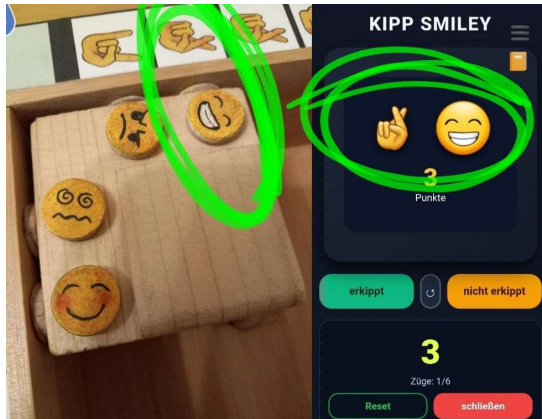 KIPP SMILEY
3
Punkte
erkippt
nicht erkippt
3
Züge: 1/6
Reset
schließen